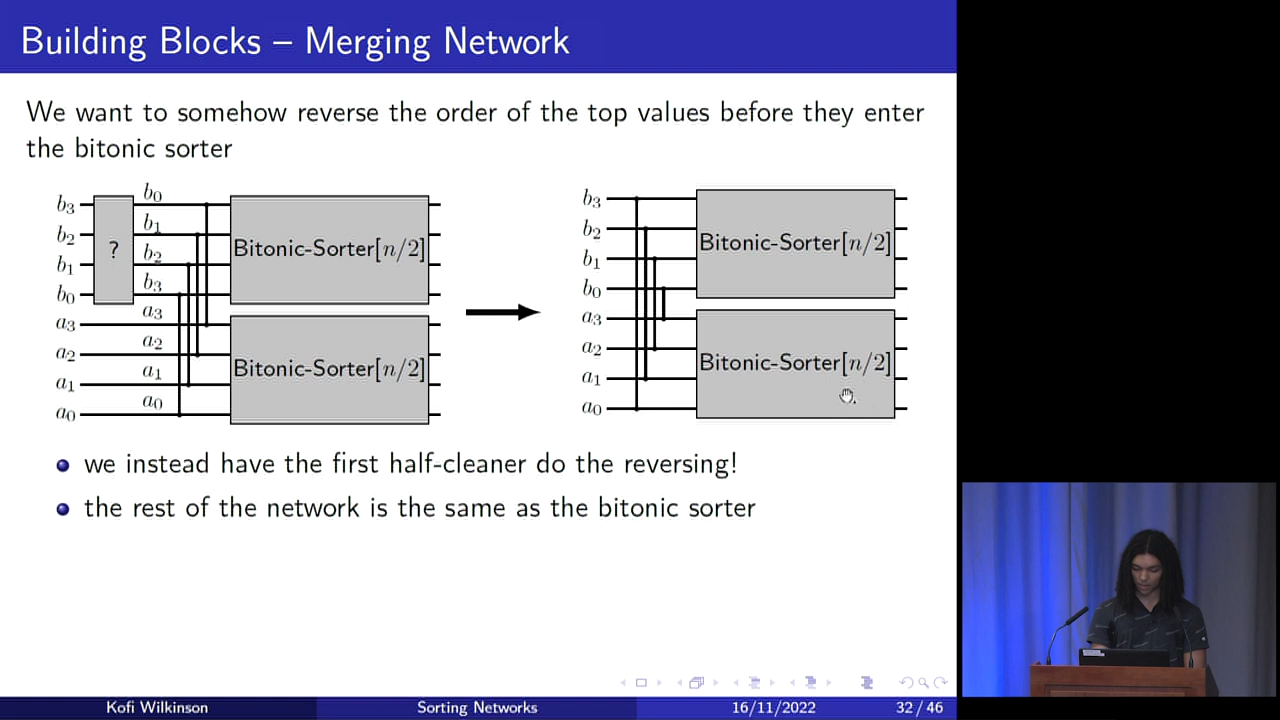 Building Blocks – Merging Network
We want to somehow reverse the order of the top values before they enter
the bitonic sorter
b₃
b₂
b₁
b₀
a₃
a₂
a₁
a₀
?
b₀
b₁
b₂
b₃
a₃
a₂
a₁
a₀
Bitonic-Sorter[n/2]
Bitonic-Sorter[n/2]
b₃
b₂
b₁
b₀
a₃
a₂
a₁
a₀
Bitonic-Sorter[n/2]
Bitonic-Sorter[n/2]
we instead have the first half-cleaner do the reversing!
the rest of the network is the same as the bitonic sorter
Kofi Wilkinson Sorting Networks 16/11/2022 32 / 46